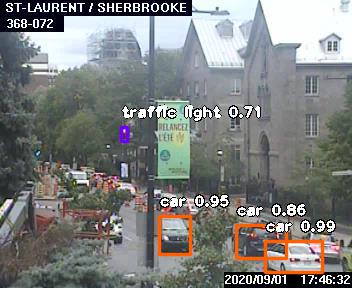 ST-LAURENT / SHERBROOKE
368-072
traffic light 0.71
RELANCEZ
L'ÉTÉ
car 0.95
car 0.86
car 0.99
2020/09/01 17:46:32